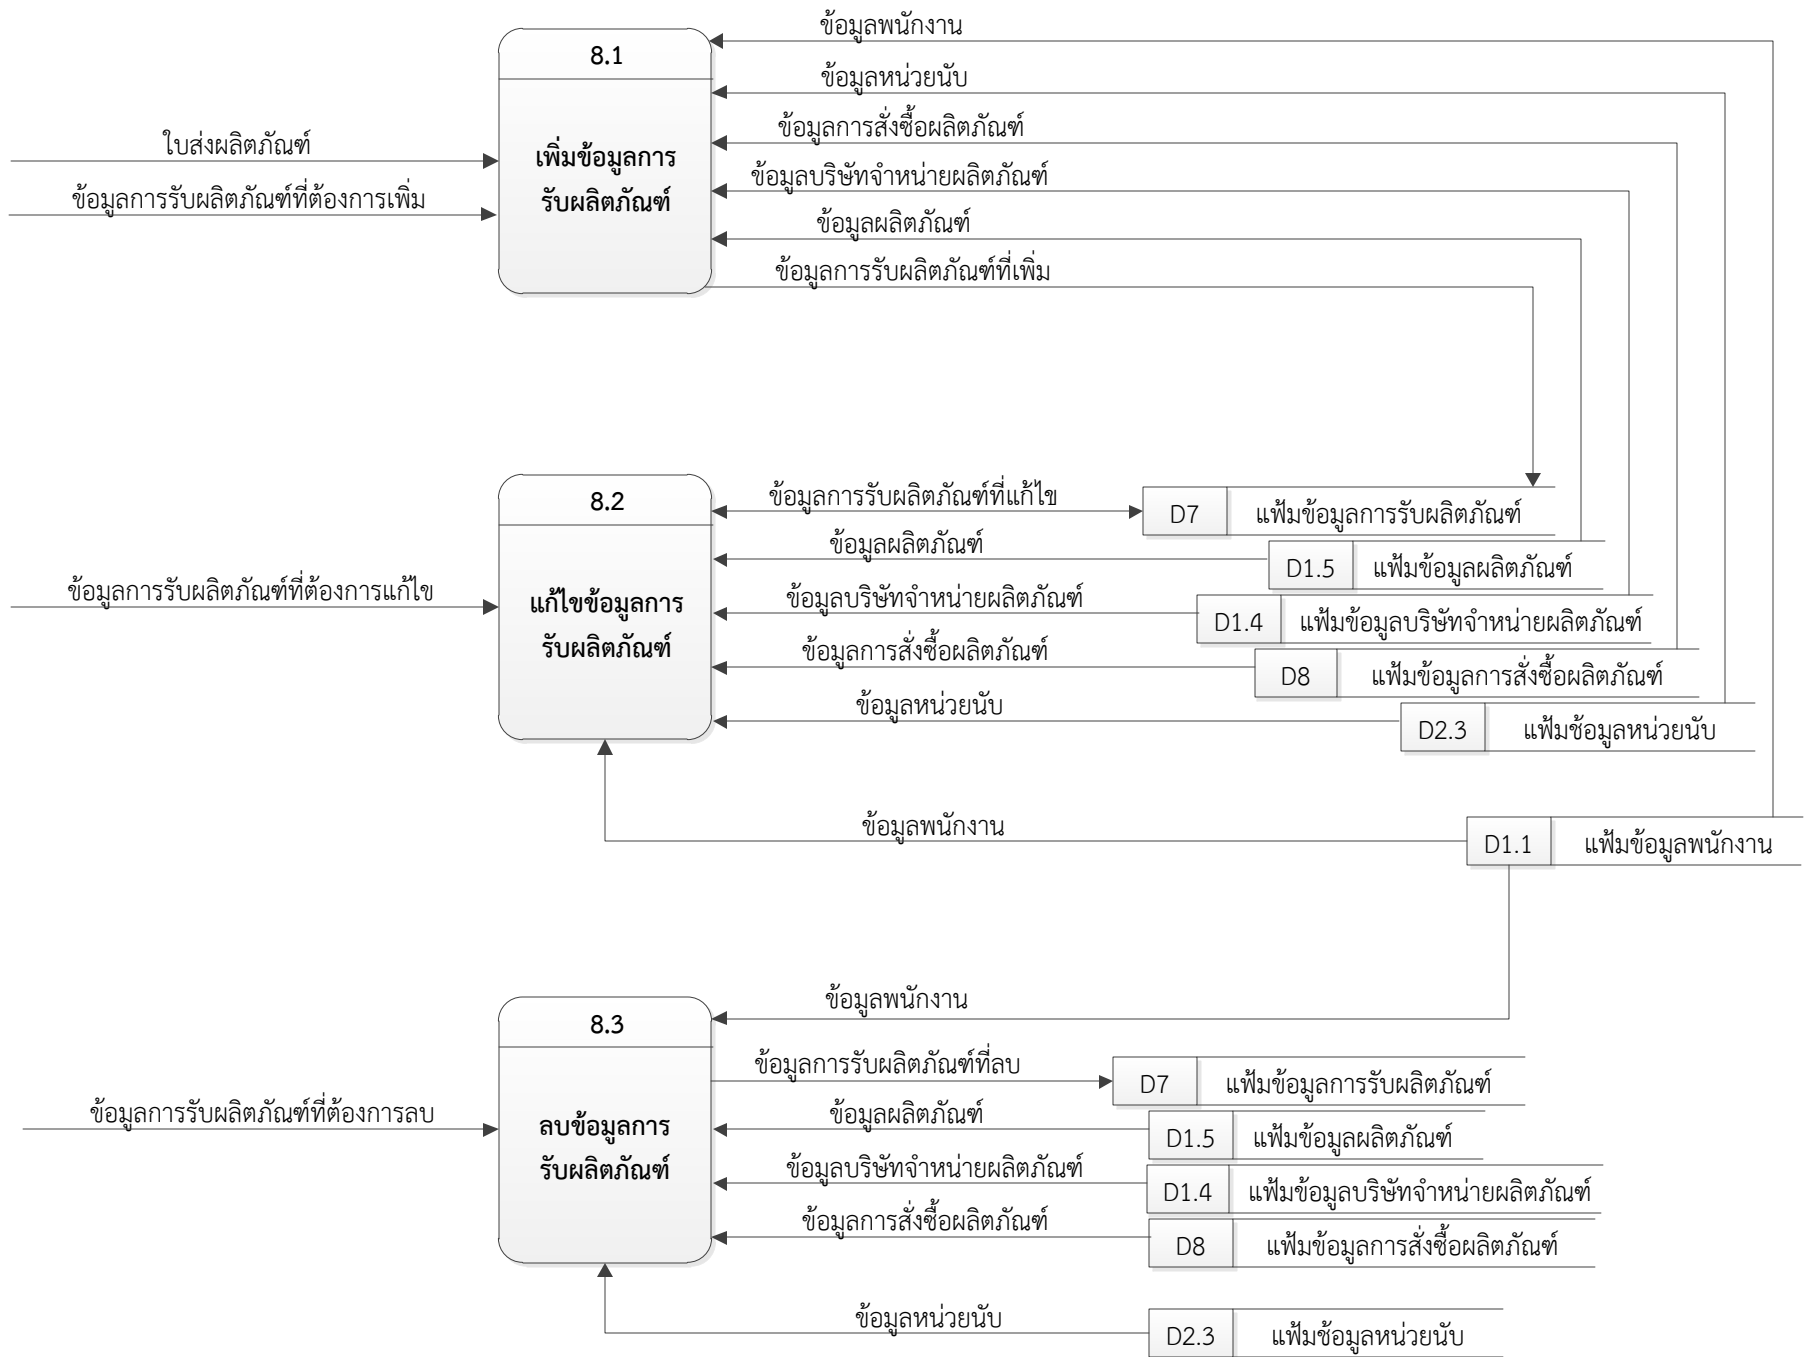 ข้อมูลพนักงาน
8.1
ข้อมูลหน่วยนับ
ข้อมูลการสั่งซื้อผลิตภัณฑ์
ใบส่งผลิตภัณฑ์
เพิ่มข้อมูลการ
รับผลิตภัณฑ์
ข้อมูลบริษัทจำหน่ายผลิตภัณฑ์
ข้อมูลการรับผลิตภัณฑ์ที่ต้องการเพิ่ม
ข้อมูลผลิตภัณฑ์
ข้อมูลการรับผลิตภัณฑ์ที่เพิ่ม
8.2
ข้อมูลการรับผลิตภัณฑ์ที่แก้ไข
D7 แฟ้มข้อมูลการรับผลิตภัณฑ์
ข้อมูลผลิตภัณฑ์
D1.5 แฟ้มข้อมูลผลิตภัณฑ์
ข้อมูลการรับผลิตภัณฑ์ที่ต้องการแก้ไข
แก้ไขข้อมูลการ
รับผลิตภัณฑ์
ข้อมูลบริษัทจำหน่ายผลิตภัณฑ์
D1.4 แฟ้มข้อมูลบริษัทจำหน่ายผลิตภัณฑ์
ข้อมูลการสั่งซื้อผลิตภัณฑ์
D8 แฟ้มข้อมูลการสั่งซื้อผลิตภัณฑ์
ข้อมูลหน่วยนับ
D2.3 แฟ้มช้อมูลหน่วยนับ
ข้อมูลพนักงาน
D1.1 แฟ้มข้อมูลพนักงาน
ข้อมูลพนักงาน
8.3
ข้อมูลการรับผลิตภัณฑ์ที่ลบ
D7 แฟ้มข้อมูลการรับผลิตภัณฑ์
ข้อมูลการรับผลิตภัณฑ์ที่ต้องการลบ
ลบข้อมูลการ
รับผลิตภัณฑ์
ข้อมูลผลิตภัณฑ์
D1.5 แฟ้มข้อมูลผลิตภัณฑ์
ข้อมูลบริษัทจำหน่ายผลิตภัณฑ์
D1.4 แฟ้มข้อมูลบริษัทจำหน่ายผลิตภัณฑ์
ข้อมูลการสั่งซื้อผลิตภัณฑ์
D8 แฟ้มข้อมูลการสั่งซื้อผลิตภัณฑ์
ข้อมูลหน่วยนับ
D2.3 แฟ้มช้อมูลหน่วยนับ